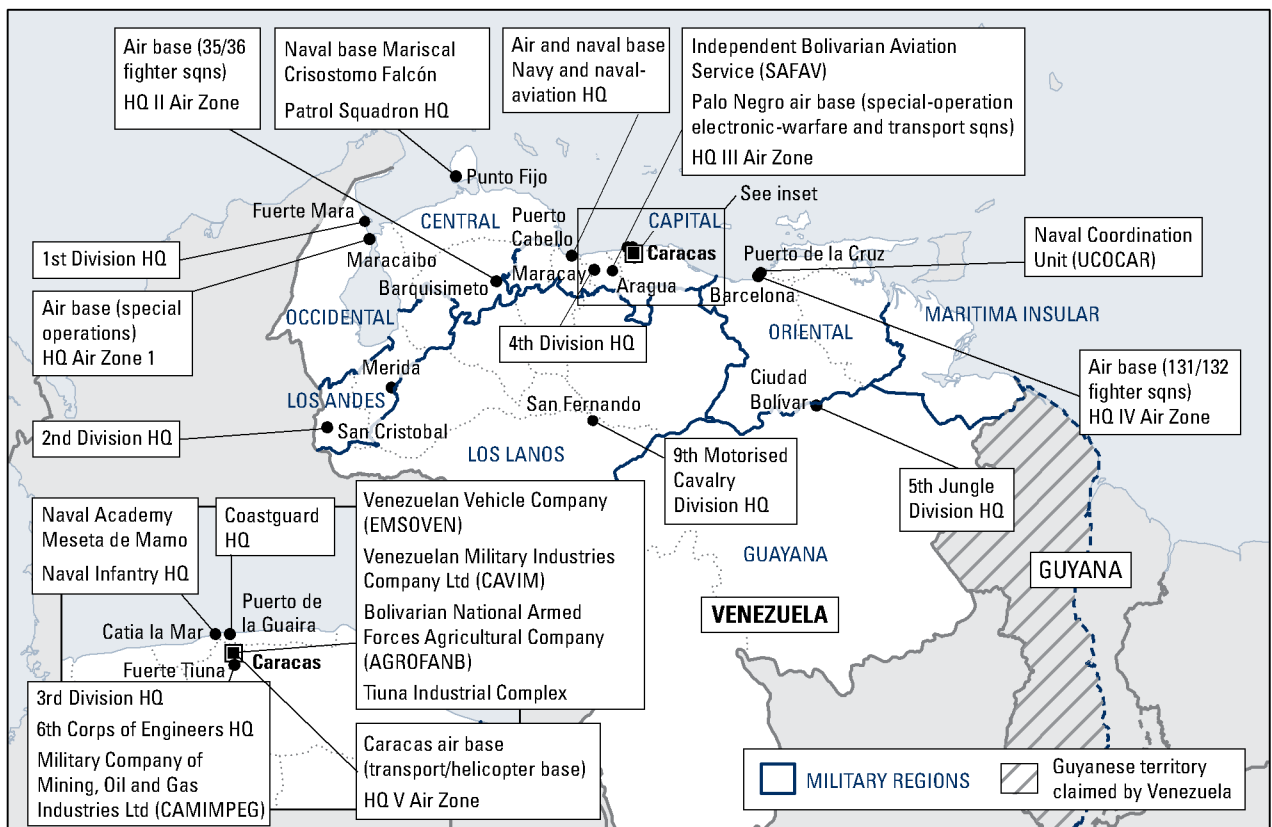 Air base (35/36
fighter sqns)
HQ II Air Zone
Naval base Mariscal
Crisostomo Falcón
Patrol Squadron HQ
Air and naval base
Navy and naval-
aviation HQ
Independent Bolivarian Aviation
Service (SAFAV)
Palo Negro air base (special-operation
electronic-warfare and transport sqns)
HQ III Air Zone
See inset
Punto Fijo
Fuerte Mara
CENTRAL
Puerto
Cabello
CAPITAL
Caracas
Puerto de la Cruz
Naval Coordination
Unit (UCOCAR)
1st Division HQ
Maracaibo
Maracay
Aragua
Barquisimeto
Barcelona
Air base (special
operations)
HQ Air Zone 1
OCCIDENTAL
4th Division HQ
ORIENTAL
MARITIMA INSULAR
Merida
LOS ANDES
Ciudad
Bolívar
Air base (131/132
fighter sqns)
HQ IV Air Zone
2nd Division HQ
San Cristobal
San Fernando
LOS LANOS
9th Motorised
Cavalry
Division HQ
5th Jungle
Division HQ
GUAYANA
GUYANA
VENEZUELA
Naval Academy
Meseta de Mamo
Naval Infantry HQ
Coastguard
HQ
Venezuelan Vehicle Company
(EMSOVEN)
Venezuelan Military Industries
Company Ltd (CAVIM)
Bolivarian National Armed
Forces Agricultural Company
(AGROFANB)
Tiuna Industrial Complex
Catia la Mar
Puerto de
la Guaira
Fuerte Tiuna
Caracas
3rd Division HQ
6th Corps of Engineers HQ
Military Company of
Mining, Oil and Gas
Industries Ltd (CAMIMPEG)
Caracas air base
(transport/helicopter base)
HQ V Air Zone
MILITARY REGIONS
Guyanese territory
claimed by Venezuela